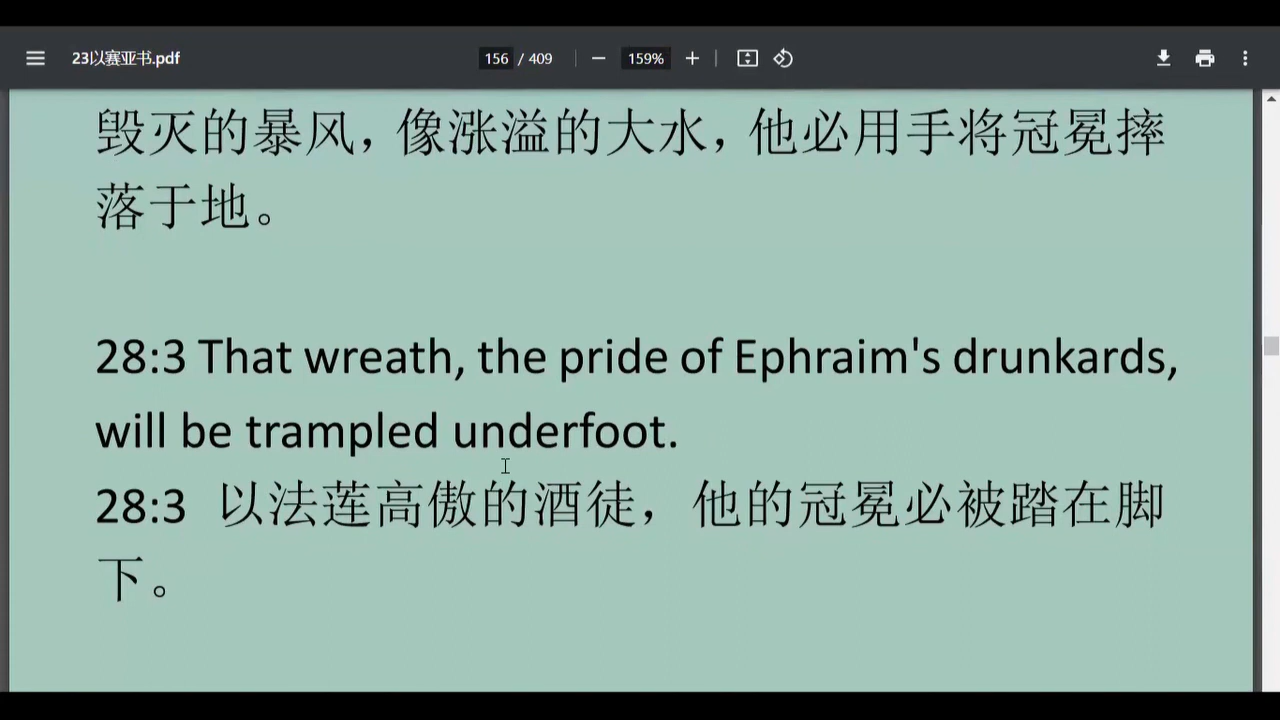 23以赛亚书.pdf
156 / 409
159%
毁灭的暴风，像涨溢的大水，他必用手将冠冕摔
落于地。
28:3 That wreath, the pride of Ephraim's drunkards,
will be trampled underfoot.
28:3 以法莲高傲的酒徒，他的冠冕必被踏在脚
下。